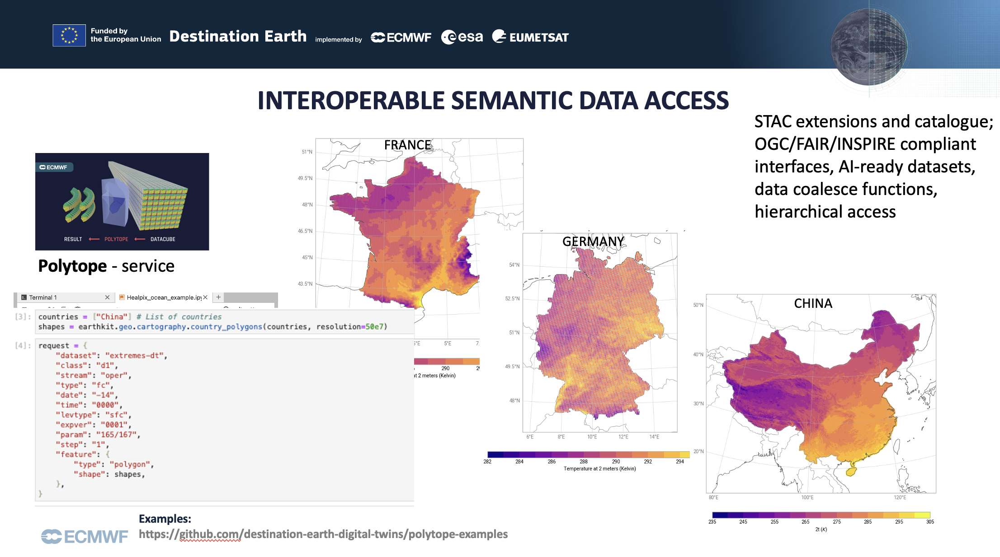 Funded by
the European Union
Destination Earth
implemented by
ECMWF
esa
EUMETSAT
INTEROPERABLE SEMANTIC DATA ACCESS
STAC extensions and catalogue;
OGC/FAIR/INSPIRE compliant
interfaces, AI-ready datasets,
data coalesce functions,
hierarchical access
ECMWF
RESULT
POLYTOPE
DATACUBE
Polytope - service
Terminal 1
Healpix_ocean_example.ipy
[3]:
countries = ["China"] # List of countries
shapes = earthkit.geo.cartography.country_polygons(countries, resolution=50e7)
[4]:
request = {
"dataset": "extremes-dt",
"class": "d1",
"stream": "oper",
"type": "fc",
"date": "-14",
"time": "0000",
"levtype": "sfc",
"expver": "0001",
"param": "165/167",
"step": "1",
"feature": {
"type": "polygon",
"shape": shapes,
},
}
FRANCE
51°N
49.5°N
48°N
46.5°N
45°N
43.5°N
5°E
5°E
7.
290
29
at 2 meters (Kelvin)
GERMANY
54°N
52.5°N
51°N
49.5°N
48°N
6°E
8°E
10°E
12°E
14°E
282
284
286
288
290
292
294
Temperature at 2 meters (Kelvin)
CHINA
50°N
40°N
30°N
20°N
80°E
100°E
120°E
235
245
255
265
275
285
295
305
2t (K)
Examples:
https://github.com/destination-earth-digital-twins/polytope-examples
ECMWF